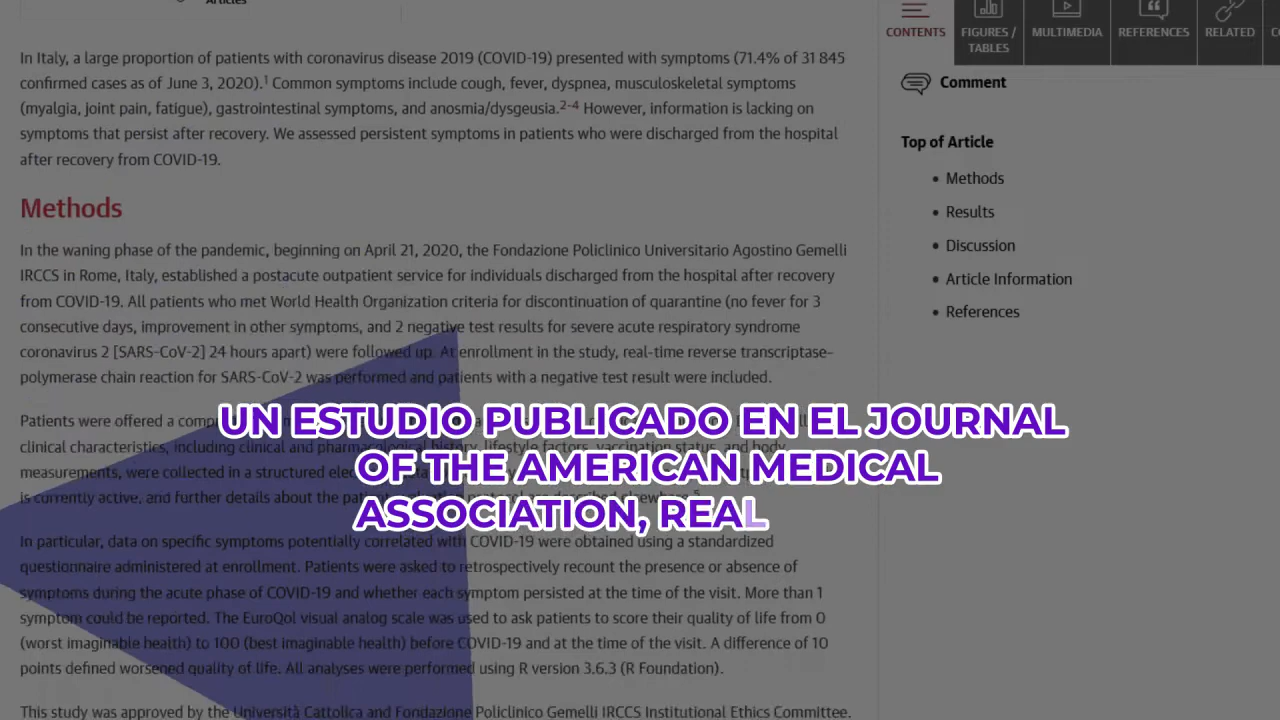 Articles
In Italy, a large proportion of patients with coronavirus disease 2019 (COVID-19) presented with symptoms (71.4% of 31 845
confirmed cases as of June 3, 2020).1 Common symptoms include cough, fever, dyspnea, musculoskeletal symptoms
(myalgia, joint pain, fatigue), gastrointestinal symptoms, and anosmia/dysgeusia.2-4 However, information is lacking on
symptoms that persist after recovery. We assessed persistent symptoms in patients who were discharged from the hospital
after recovery from COVID-19.
Methods
In the waning phase of the pandemic, beginning on April 21, 2020, the Fondazione Policlinico Universitario Agostino Gemelli
IRCCS in Rome, Italy, established a postacute outpatient service for individuals discharged from the hospital after recovery
from COVID-19. All patients who met World Health Organization criteria for discontinuation of quarantine (no fever for 3
consecutive days, improvement in other symptoms, and 2 negative test results for severe acute respiratory syndrome
coronavirus 2 [SARS-CoV-2] 24 hours apart) were followed up. At enrollment in the study, real-time reverse transcriptase–
polymerase chain reaction for SARS-CoV-2 was performed and patients with a negative test result were included.
Patients were offered a
clinical characteristics, including clinical and pharmacological history, lifestyle factors, vaccination status, and body
measurements, were collected in a structured
is currently active, and further details about the
UN ESTUDIO PUBLICADO EN EL JOURNAL
OF THE AMERICAN MEDICAL
ASSOCIATION, REAL
In particular, data on specific symptoms potentially correlated with COVID-19 were obtained using a standardized
questionnaire administered at enrollment. Patients were asked to retrospectively recount the presence or absence of
symptoms during the acute phase of COVID-19 and whether each symptom persisted at the time of the visit. More than 1
symptom could be reported. The EuroQol visual analog scale was used to ask patients to score their quality of life from 0
(worst imaginable health) to 100 (best imaginable health) before COVID-19 and at the time of the visit. A difference of 10
points defined worsened quality of life. All analyses were performed using R version 3.6.3 (R Foundation).
This study was approved by the Università Cattolica and Fondazione Policlinico Gemelli IRCCS Institutional Ethics Committee.
CONTENTS
FIGURES /
TABLES
MULTIMEDIA
REFERENCES
RELATED
Comment
Top of Article
• Methods
• Results
• Discussion
• Article Information
• References